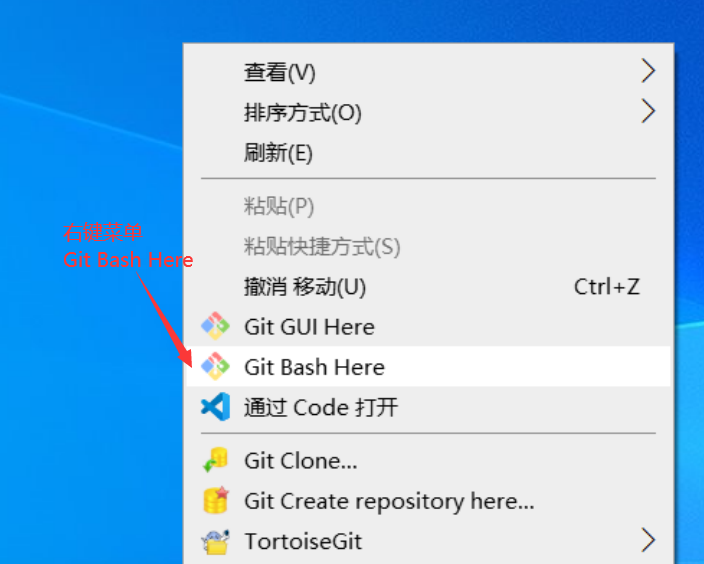 查看(V)
排序方式(O)
刷新(E)
粘贴(P)
右键菜单
Git Bash Here
粘贴快捷方式(S)
撤消 移动(U) Ctrl+Z
Git GUI Here
Git Bash Here
通过 Code 打开
Git Clone...
Git Create repository here...
TortoiseGit